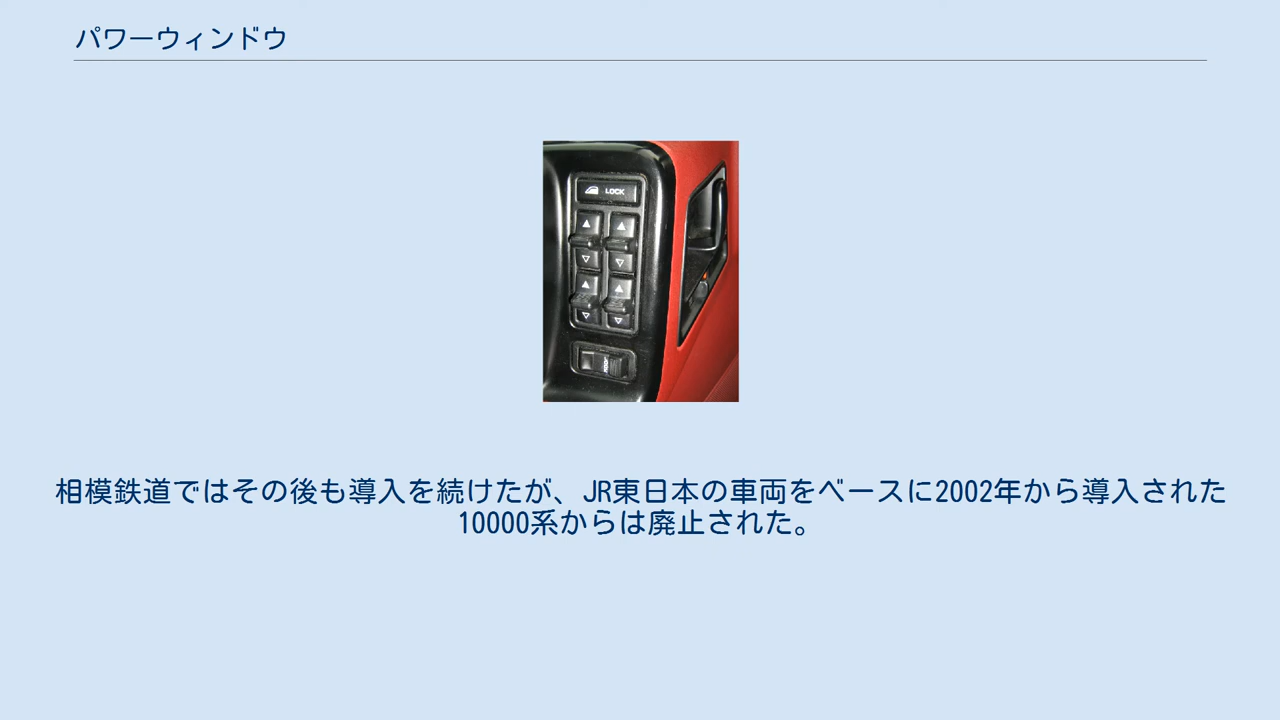 パワーウィンドウ
LOCK
相模鉄道ではその後も導入を続けたが、JR東日本の車両をベースに2002年から導入された
10000系からは廃止された。